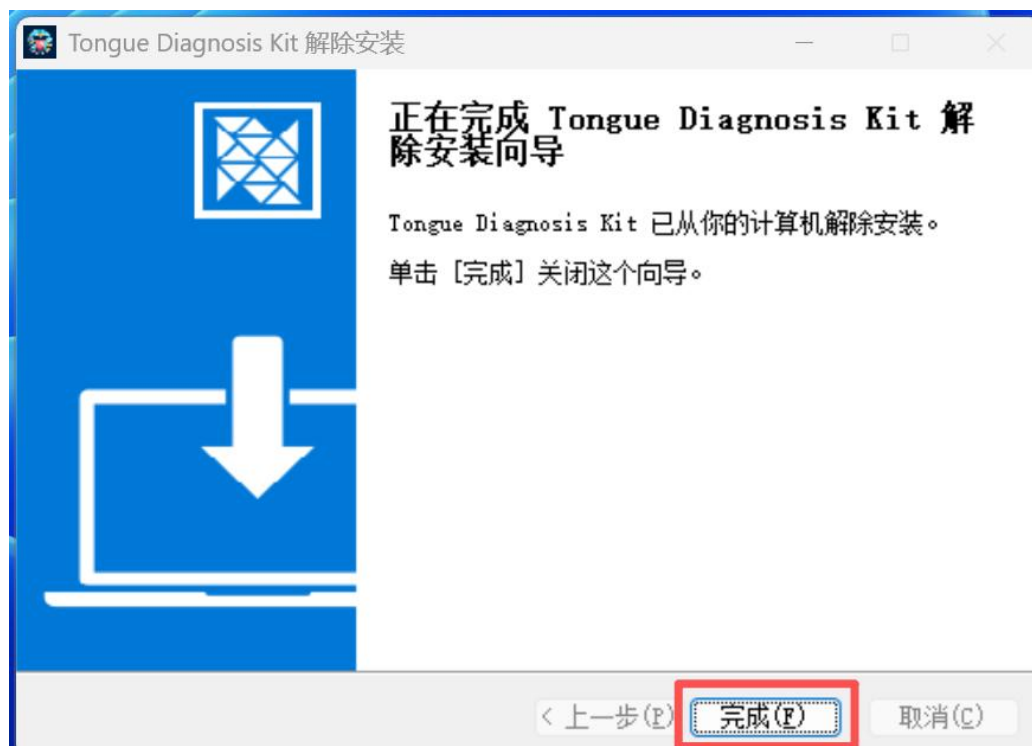 Tongue Diagnosis Kit 解除安装
正在完成 Tongue Diagnosis Kit 解
除安装向导
Tongue Diagnosis Kit 已从你的计算机解除安装。
单击 [完成] 关闭这个向导。
< 上一步(P) 完成(F) 取消(C)